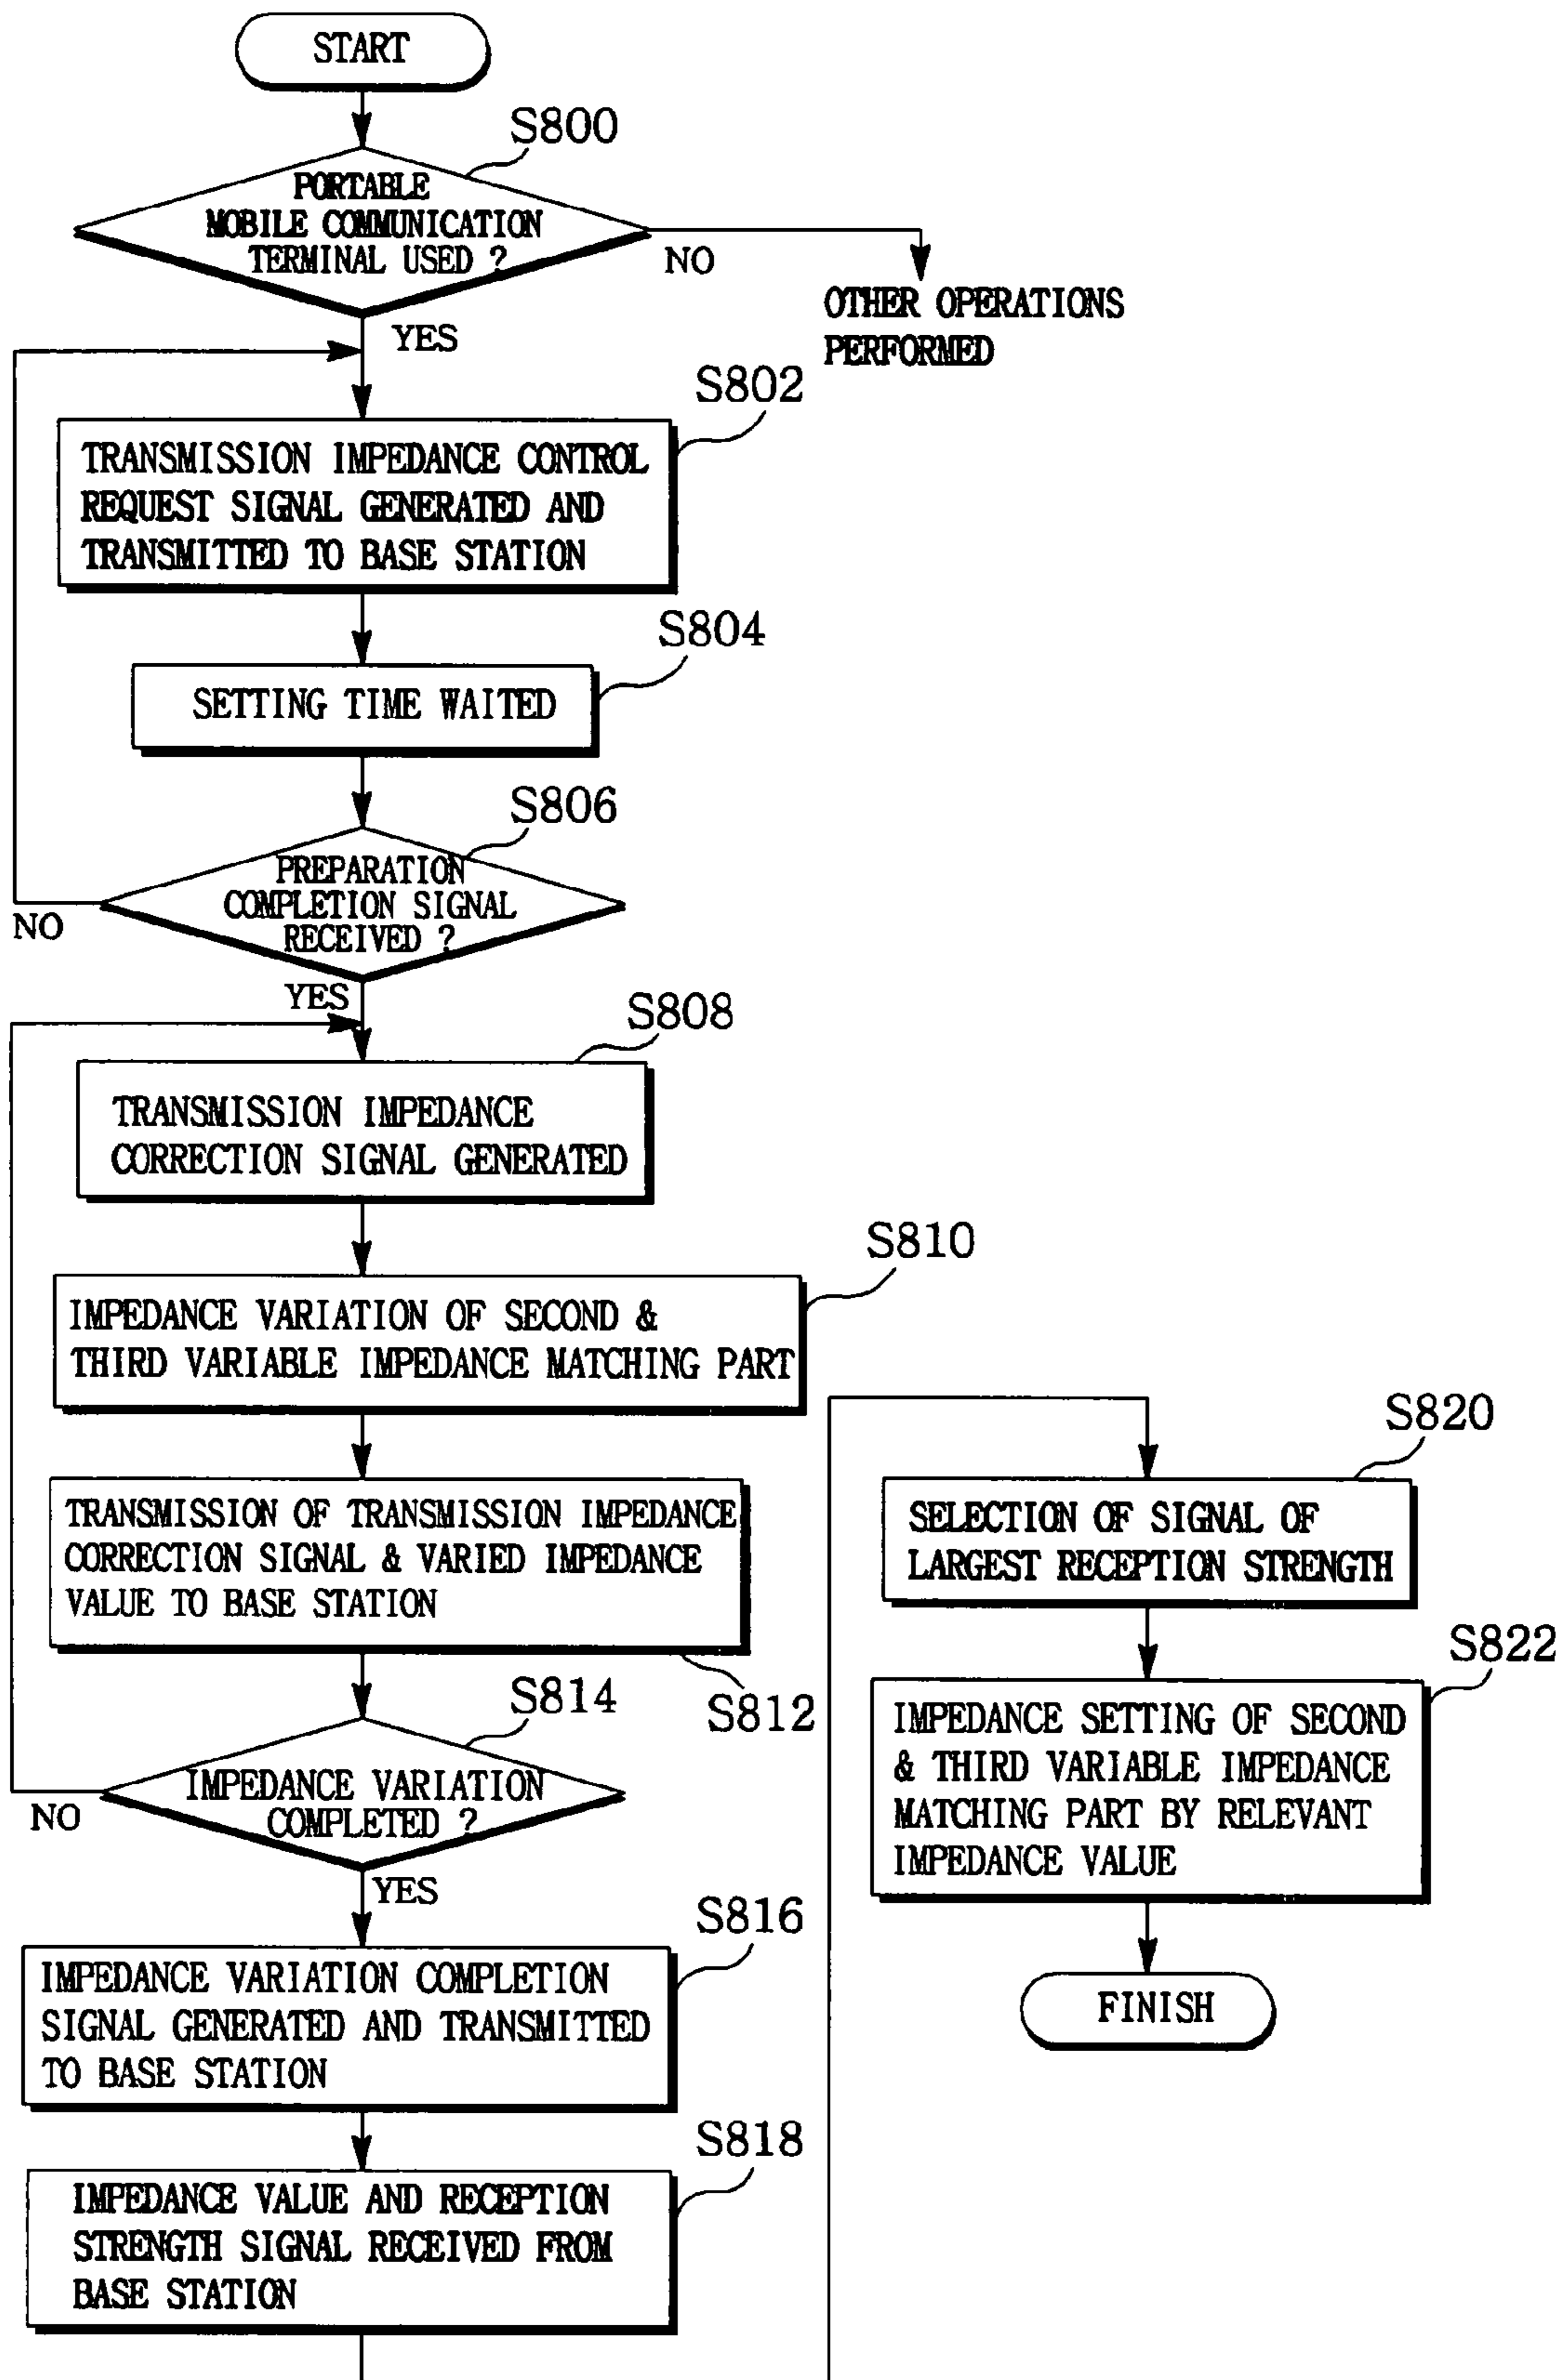 START
S800
PORTABLE
MOBILE COMMUNICATION
TERMINAL USED ?
NO
OTHER OPERATIONS
PERFORMED
YES
S802
TRANSMISSION IMPEDANCE CONTROL
REQUEST SIGNAL GENERATED AND
TRANSMITTED TO BASE STATION
S804
SETTING TIME WAITED
S806
PREPARATION
COMPLETION SIGNAL
RECEIVED ?
NO
YES
S808
TRANSMISSION IMPEDANCE
CORRECTION SIGNAL GENERATED
S810
IMPEDANCE VARIATION OF SECOND &
THIRD VARIABLE IMPEDANCE MATCHING PART
TRANSMISSION OF TRANSMISSION IMPEDANCE
CORRECTION SIGNAL & VARIED IMPEDANCE
VALUE TO BASE STATION
S812
S814
IMPEDANCE VARIATION
COMPLETED ?
NO
YES
S816
IMPEDANCE VARIATION COMPLETION
SIGNAL GENERATED AND TRANSMITTED
TO BASE STATION
S818
IMPEDANCE VALUE AND RECEPTION
STRENGTH SIGNAL RECEIVED FROM
BASE STATION
S820
SELECTION OF SIGNAL OF
LARGEST RECEPTION STRENGTH
S822
IMPEDANCE SETTING OF SECOND
& THIRD VARIABLE IMPEDANCE
MATCHING PART BY RELEVANT
IMPEDANCE VALUE
FINISH